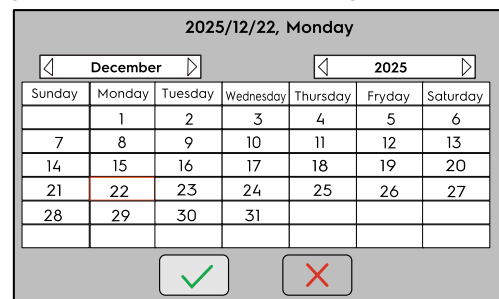 2025/12/22, Monday
December 2025
Sunday Monday Tuesday Wednesday Thursday Fryday Saturday
1 2 3 4 5 6
7 8 9 10 11 12 13
14 15 16 17 18 19 20
21 22 23 24 25 26 27
28 29 30 31